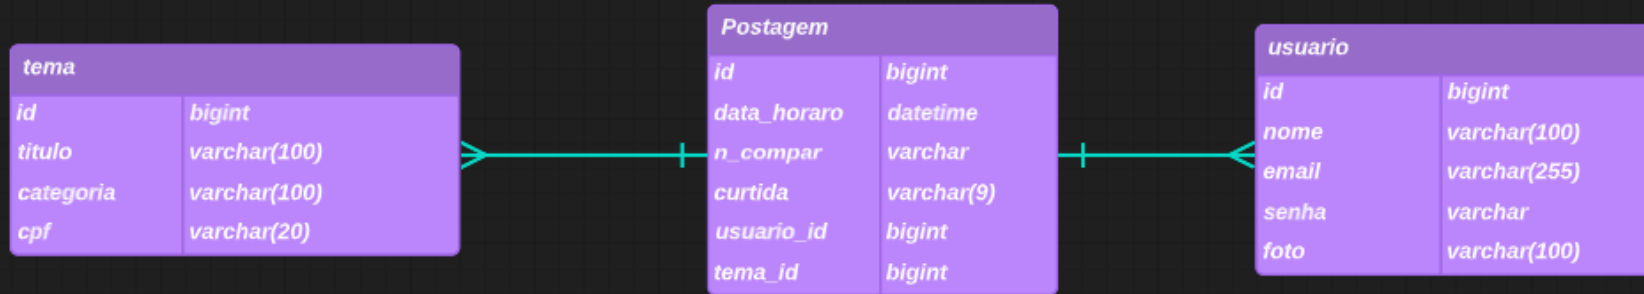 tema
id bigint
titulo varchar(100)
categoria varchar(100)
cpf varchar(20)
Postagem
id bigint
data_horaro datetime
n_compar varchar
curtida varchar(9)
usuario_id bigint
tema_id bigint
usuario
id bigint
nome varchar(100)
email varchar(255)
senha varchar
foto varchar(100)